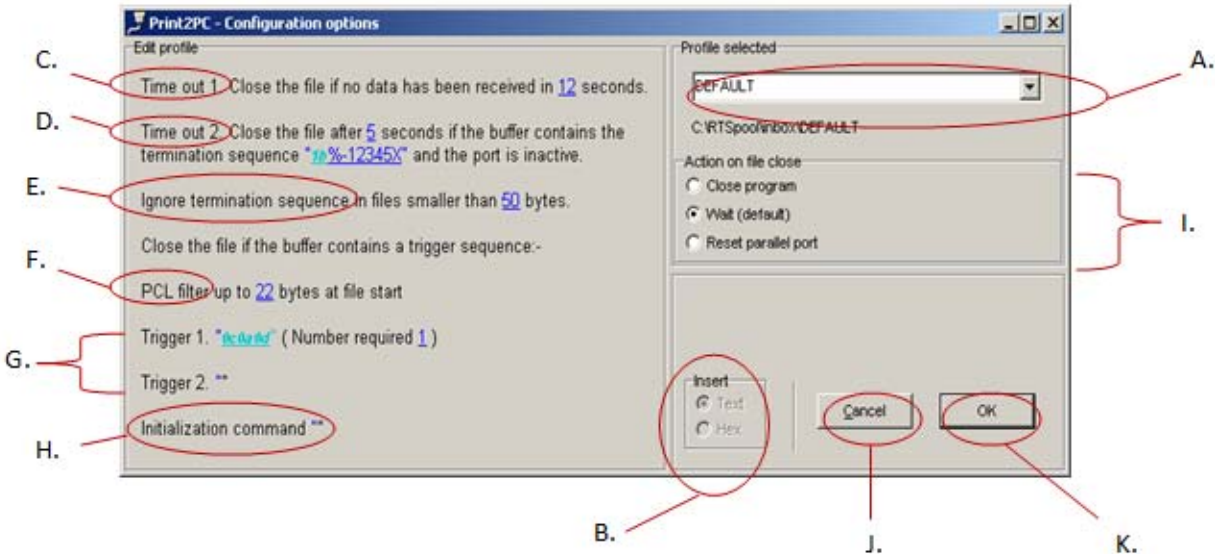 Print2PC - Configuration options
Edit profile
Time out 1. Close the file if no data has been received in 12 seconds.
Time out 2. Close the file after 5 seconds if the buffer contains the
termination sequence "1b%-12345X" and the port is inactive.
Ignore termination sequence in files smaller than 50 bytes.
Close the file if the buffer contains a trigger sequence:-
PCL filter up to 22 bytes at file start
Trigger 1. "0c0a0d" ( Number required 1 )
Trigger 2. ""
Initialization command ""
Profile selected
DEFAULT
C:\RTSpool\inbox\DEFAULT
Action on file close
Close program
Wait (default)
Reset parallel port
Insert
Text
Hex
Cancel
OK
C.
D.
E.
F.
G.
H.
A.
I.
B.
J.
K.